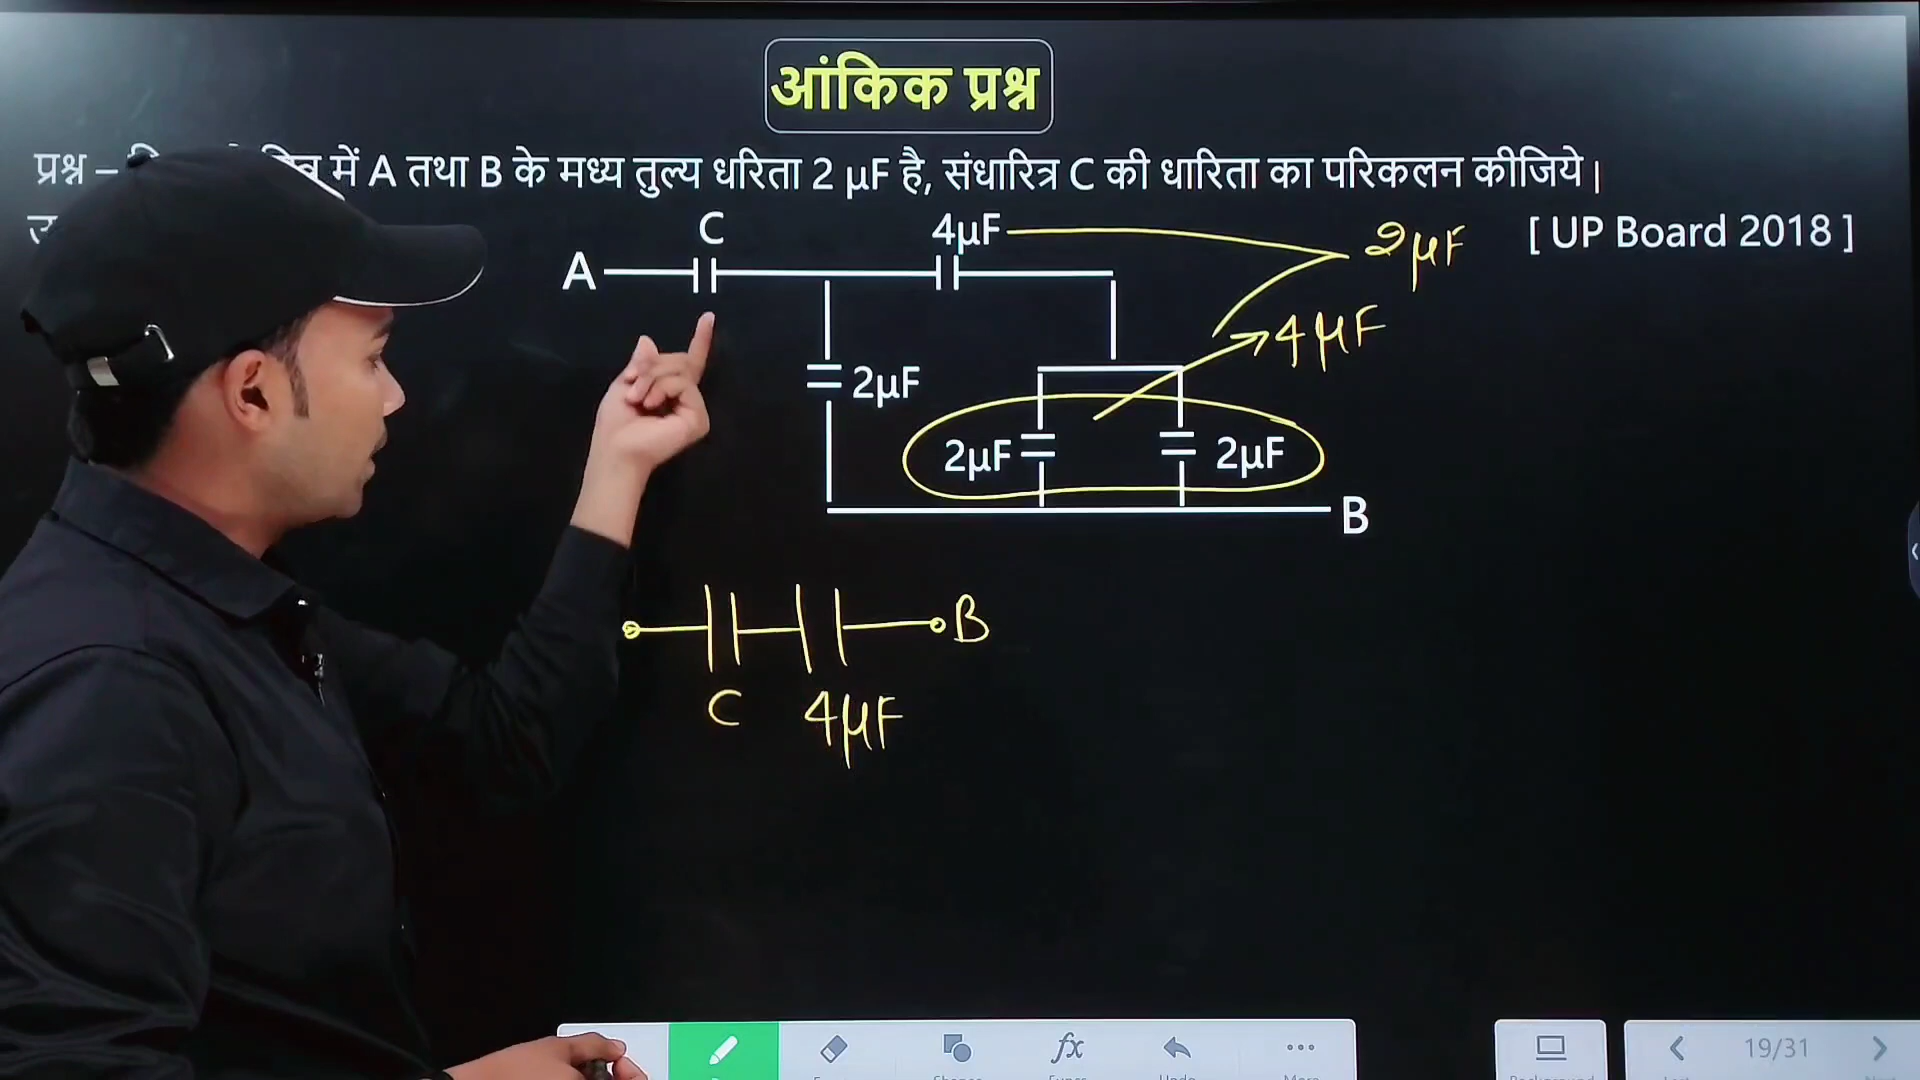 आंकिक प्रश्न
प्रश्न – में A तथा B के मध्य तुल्य धरिता 2 μF है, संधारित्र C की धारिता का परिकलन कीजिये |
[ UP Board 2018 ]
C 4μF 2μF
A
4μF
2μF
2μF 2μF
B
B
C 4μF
19/31